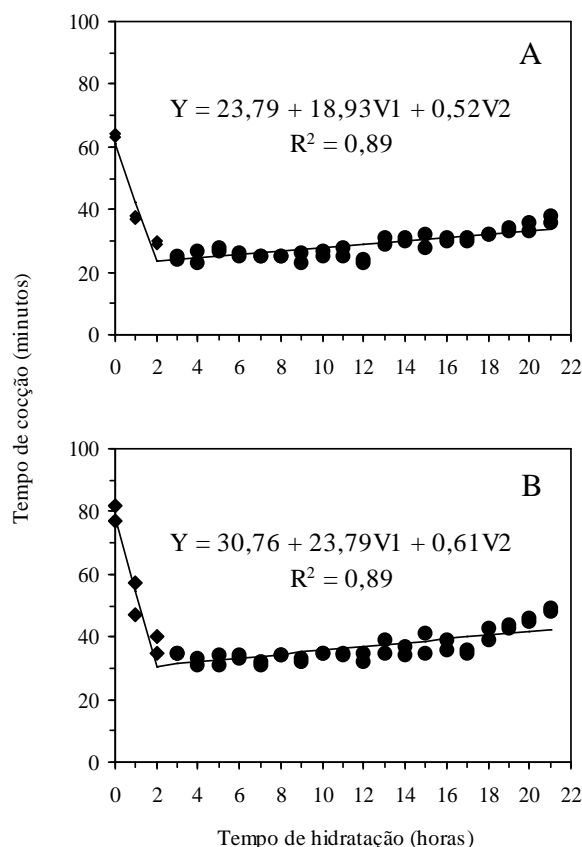 Tempo de cocção (minutos)
100
80
60
40
20
0
A
Y = 23,79 + 18,93V1 + 0,52V2
R² = 0,89
0 2 4 6 8 10 12 14 16 18 20 22
100
80
60
40
20
0
B
Y = 30,76 + 23,79V1 + 0,61V2
R² = 0,89
0 2 4 6 8 10 12 14 16 18 20 22
Tempo de hidratação (horas)